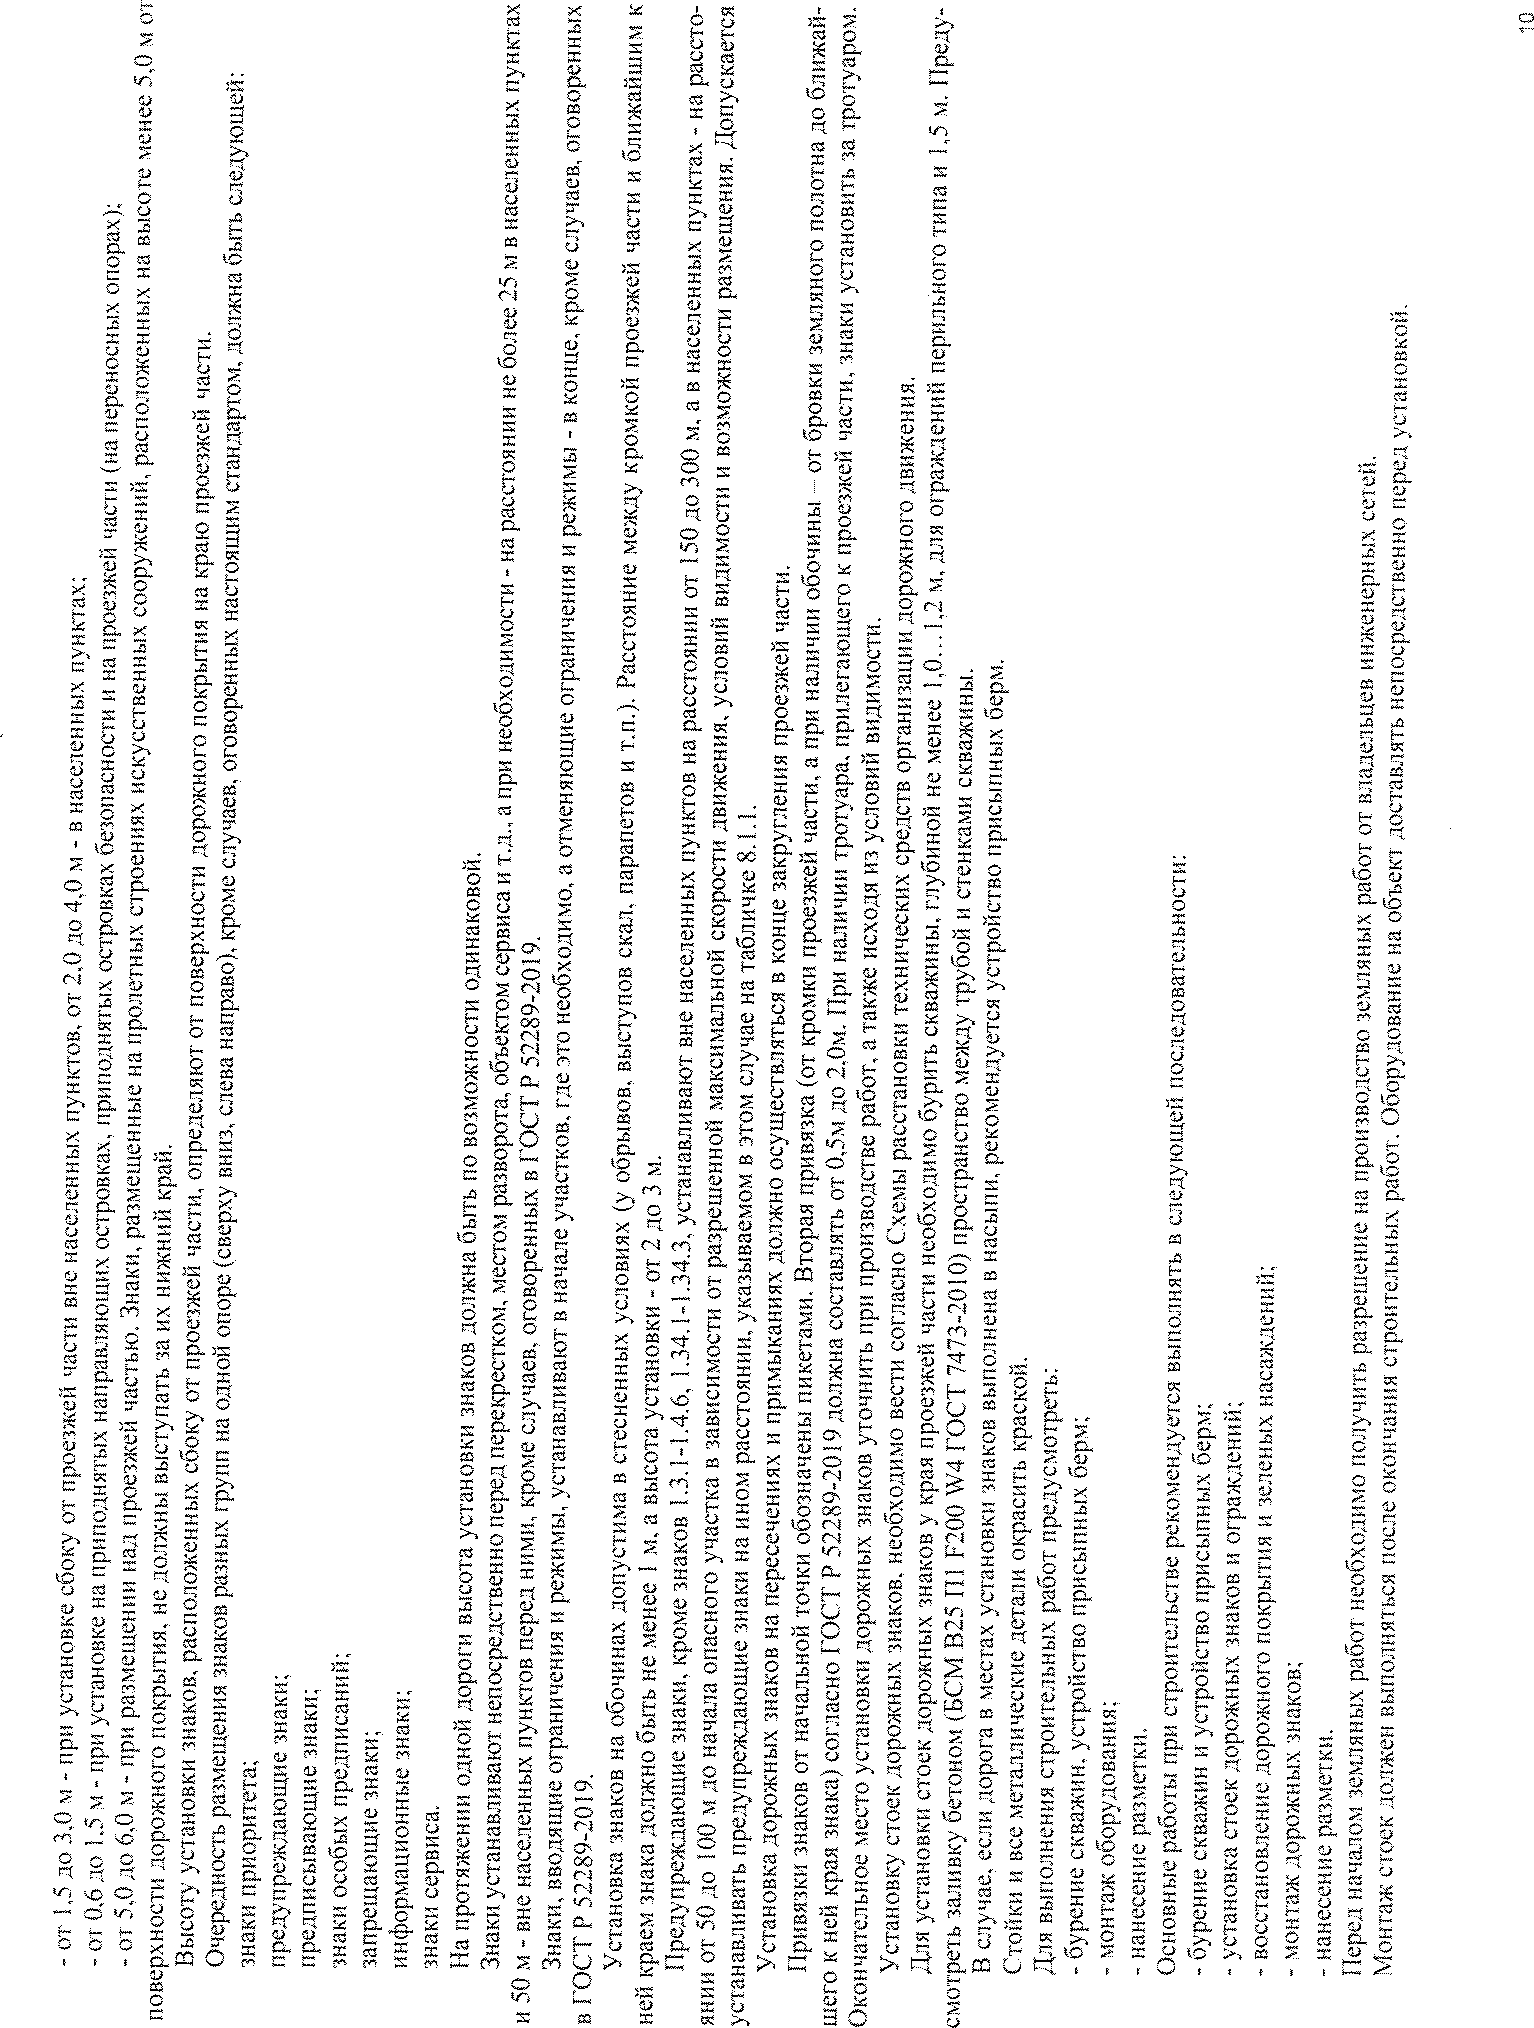 - от 1,5 до 3,0 м - при установке сбоку от проезжей части вне населенных пунктов, от 2,0 до 4,0 м - в населенных пунктах;
- от 0,6 до 1,5 м - при установке на приподнятых направляющих островках, приподнятых островках безопасности и на проезжей части (на переносных опорах);
- от 5,0 до 6,0 м - при размещении над проезжей частью. Знаки, размещенные на пролетных строениях искусственных сооружений, расположенных на высоте менее 5,0 м от
поверхности дорожного покрытия, не должны выступать за их нижний край.
Высоту установки знаков, расположенных сбоку от проезжей части, определяют от поверхности дорожного покрытия на краю проезжей части.
Очередность размещения знаков разных групп на одной опоре (сверху вниз, слева направо), кроме случаев, оговоренных настоящим стандартом, должна быть следующей:
знаки приоритета;
предупреждающие знаки;
предписывающие знаки;
знаки особых предписаний;
запрещающие знаки;
информационные знаки;
знаки сервиса.
На протяжении одной дороги высота установки знаков должна быть по возможности одинаковой.
Знаки устанавливают непосредственно перед перекрестком, местом разворота, объектом сервиса и т.д., а при необходимости - на расстоянии не более 25 м в населенных пунктах
и 50 м - вне населенных пунктов перед ними, кроме случаев, оговоренных в ГОСТ Р 52289-2019.
Знаки, вводящие ограничения и режимы, устанавливают в начале участков, где это необходимо, а отменяющие ограничения и режимы - в конце, кроме случаев, оговоренных
в ГОСТ Р 52289-2019.
Установка знаков на обочинах допустима в стесненных условиях (у обрывов, выступов скал, парапетов и т.п.). Расстояние между кромкой проезжей части и ближайшим к
ней краем знака должно быть не менее 1 м, а высота установки - от 2 до 3 м.
Предупреждающие знаки, кроме знаков 1.3.1-1.4.6, 1.34.1-1.34.3, устанавливают вне населенных пунктов на расстоянии от 150 до 300 м, а в населенных пунктах - на рассто-
янии от 50 до 100 м до начала опасного участка в зависимости от разрешенной максимальной скорости движения, условий видимости и возможности размещения. Допускается
устанавливать предупреждающие знаки на ином расстоянии, указываемом в этом случае на табличке 8.1.1.
Установка дорожных знаков на пересечениях и примыканиях должно осуществляться в конце закругления проезжей части.
Привязки знаков от начальной точки обозначены пикетами. Вторая привязка (от кромки проезжей части, а при наличии обочины – от бровки земляного полотна до ближай-
шего к ней края знака) согласно ГОСТ Р 52289-2019 должна составлять от 0,5м до 2,0м. При наличии тротуара, прилегающего к проезжей части, знаки установить за тротуаром.
Окончательное место установки дорожных знаков уточнить при производстве работ, а также исходя из условий видимости.
Установку стоек дорожных знаков, необходимо вести согласно Схемы расстановки технических средств организации дорожного движения.
Для установки стоек дорожных знаков у края проезжей части необходимо бурить скважины, глубиной не менее 1,0…1,2 м, для ограждений перильного типа и 1,5 м. Преду-
смотреть заливку бетоном (БСМ В25 П1 F200 W4 ГОСТ 7473-2010) пространство между трубой и стенками скважины.
В случае, если дорога в местах установки знаков выполнена в насыпи, рекомендуется устройство присыпных берм.
Стойки и все металлические детали окрасить краской.
Для выполнения строительных работ предусмотреть:
- бурение скважин, устройство присыпных берм;
- монтаж оборудования;
- нанесение разметки.
Основные работы при строительстве рекомендуется выполнять в следующей последовательности:
- бурение скважин и устройство присыпных берм;
- установка стоек дорожных знаков и ограждений;
- восстановление дорожного покрытия и зеленых насаждений;
- монтаж дорожных знаков;
- нанесение разметки.
Перед началом земляных работ необходимо получить разрешение на производство земляных работ от владельцев инженерных сетей.
Монтаж стоек должен выполняться после окончания строительных работ. Оборудование на объект доставлять непосредственно перед установкой.
10